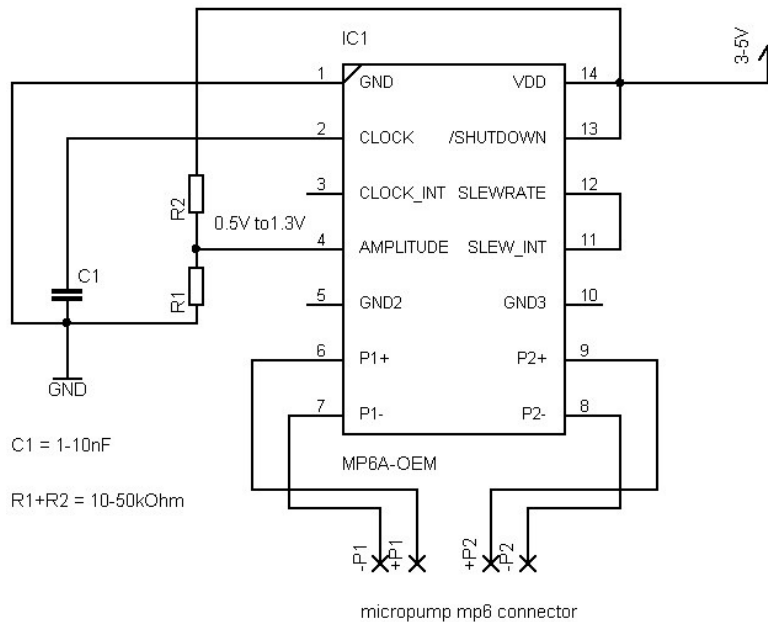 IC1
3-5V
1 GND VDD 14
2 CLOCK /SHUTDOWN 13
3 CLOCK_INT SLEWRATE 12
R2
0.5V to1.3V
4 AMPLITUDE SLEW_INT 11
C1
R1
5 GND2 GND3 10
6 P1+ P2+ 9
GND
7 P1- P2- 8
C1 = 1-10nF
MP6A-OEM
R1+R2 = 10-50kOhm
-P1 +P1 +P2 -P2
micropump mp6 connector